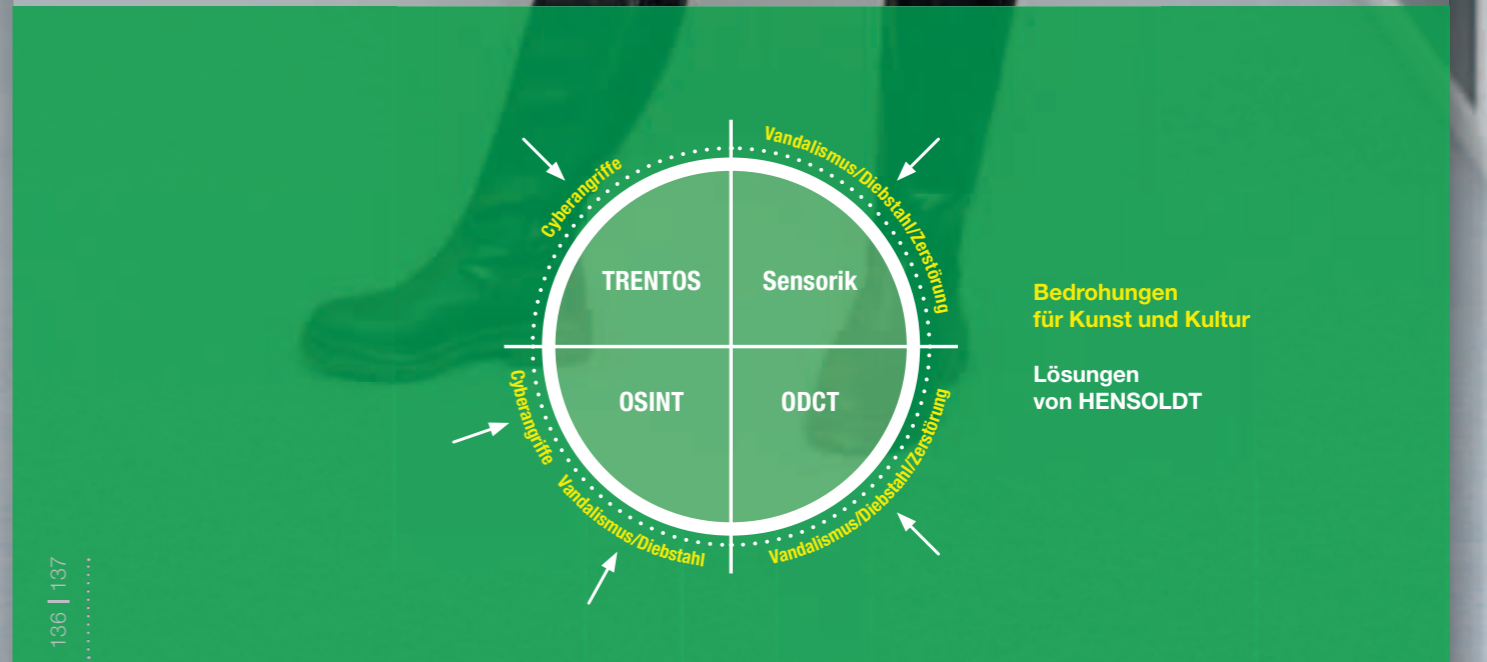 Cyberangriffe
Vandalismus/Diebstahl/Zerstörung
TRENTOS
Sensorik
OSINT
ODCT
Cyberangriffe
Vandalismus/Diebstahl
Vandalismus/Diebstahl/Zerstörung
Bedrohungen
für Kunst und Kultur
Lösungen
von HENSOLDT
136 | 137